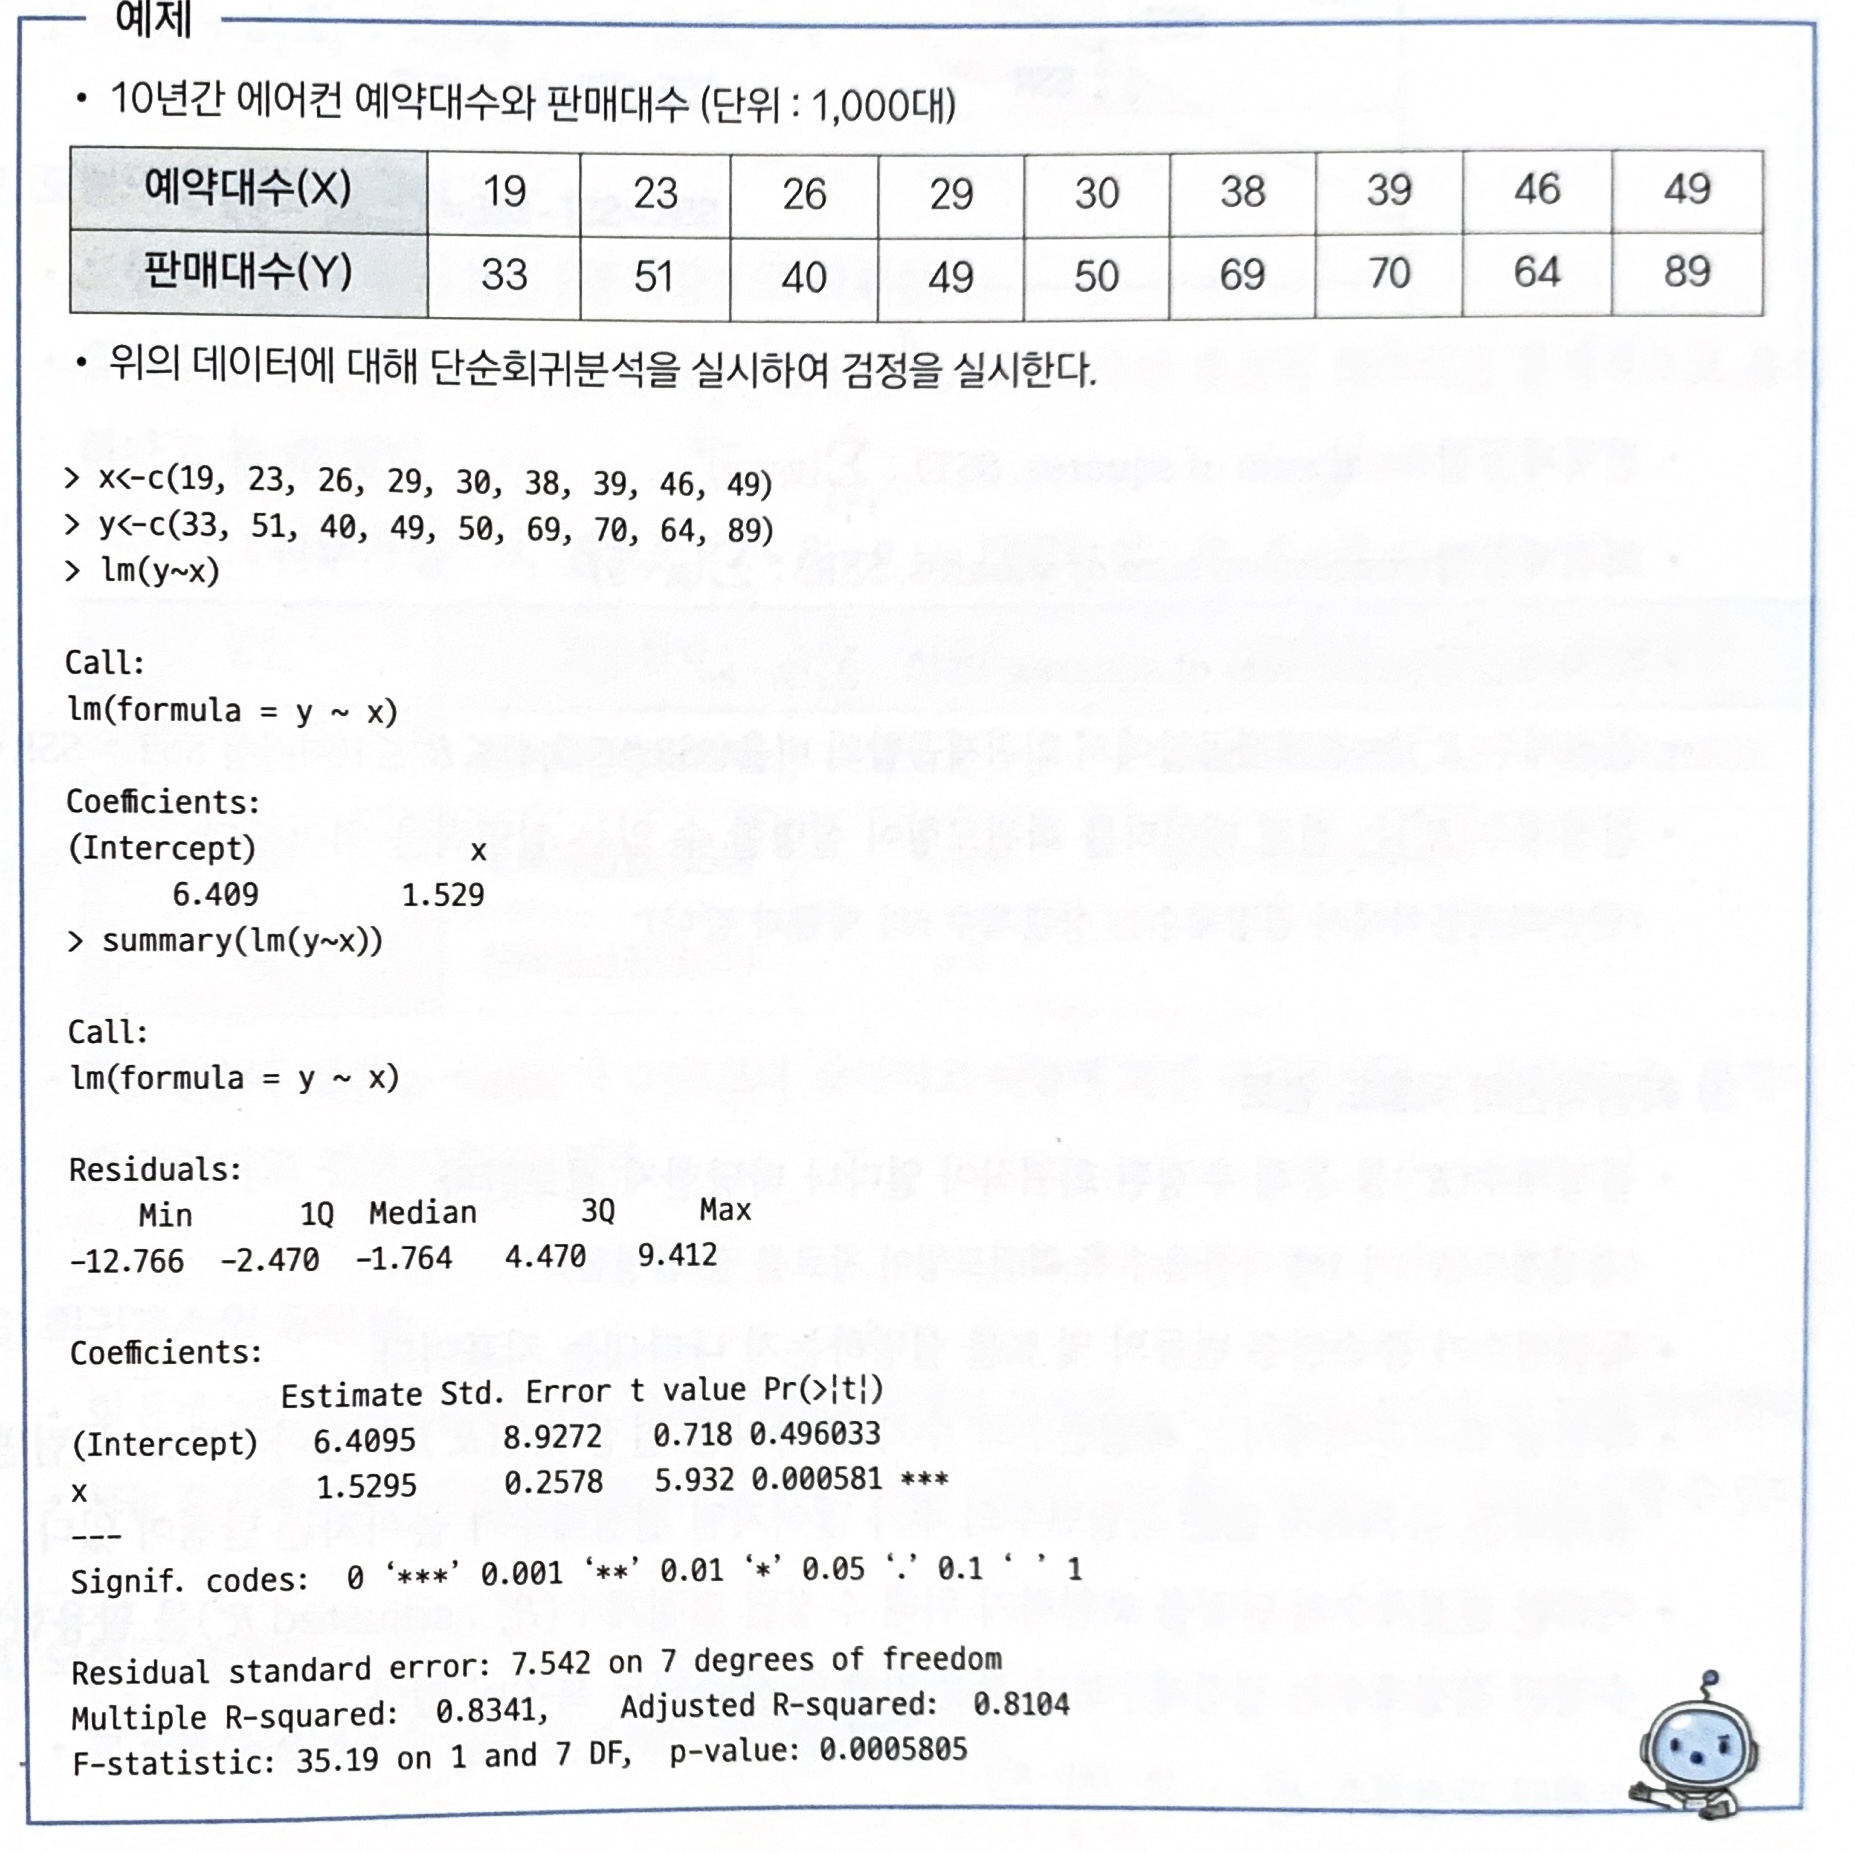 예제
• 10년간 에어컨 예약대수와 판매대수 (단위 : 1,000대)
예약대수(X) 19 23 26 29 30 38 39 46 49
판매대수(Y) 33 51 40 49 50 69 70 64 89
• 위의 데이터에 대해 단순회귀분석을 실시하여 검정을 실시한다.
> x<-c(19, 23, 26, 29, 30, 38, 39, 46, 49)
> y<-c(33, 51, 40, 49, 50, 69, 70, 64, 89)
> lm(y~x)
Call:
lm(formula = y ~ x)
Coefficients:
(Intercept) x
6.409 1.529
> summary(lm(y~x))
Call:
lm(formula = y ~ x)
Residuals:
Min 1Q Median 3Q Max
-12.766 -2.470 -1.764 4.470 9.412
Coefficients:
Estimate Std. Error t value Pr(>¦t¦)
(Intercept) 6.4095 8.9272 0.718 0.496033
x 1.5295 0.2578 5.932 0.000581 ***
---
Signif. codes: 0 ‘***’ 0.001 ‘**’ 0.01 ‘*’ 0.05 ‘.’ 0.1 ‘ ’ 1
Residual standard error: 7.542 on 7 degrees of freedom
Multiple R-squared: 0.8341, Adjusted R-squared: 0.8104
F-statistic: 35.19 on 1 and 7 DF, p-value: 0.0005805